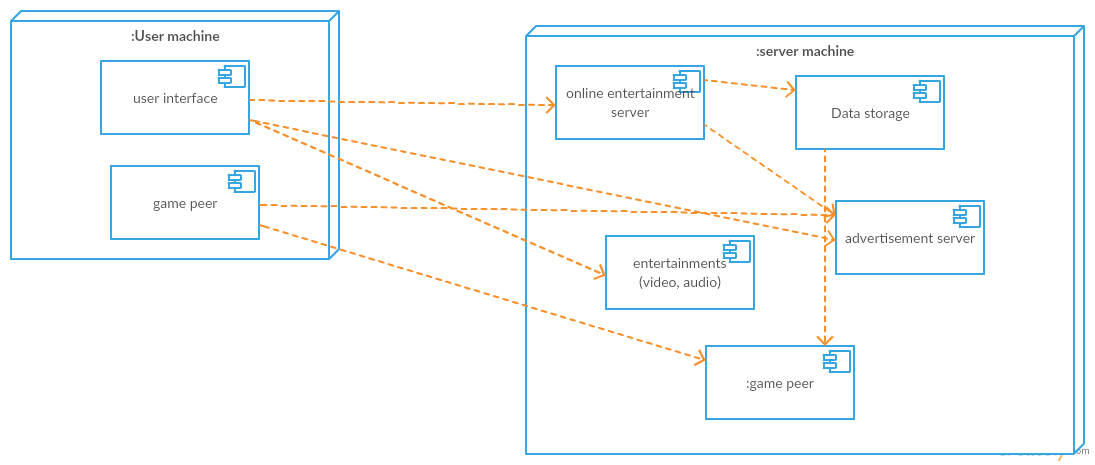 :User machine
user interface
game peer
:server machine
online entertainment
server
Data storage
advertisement server
entertainments
(video, audio)
:game peer